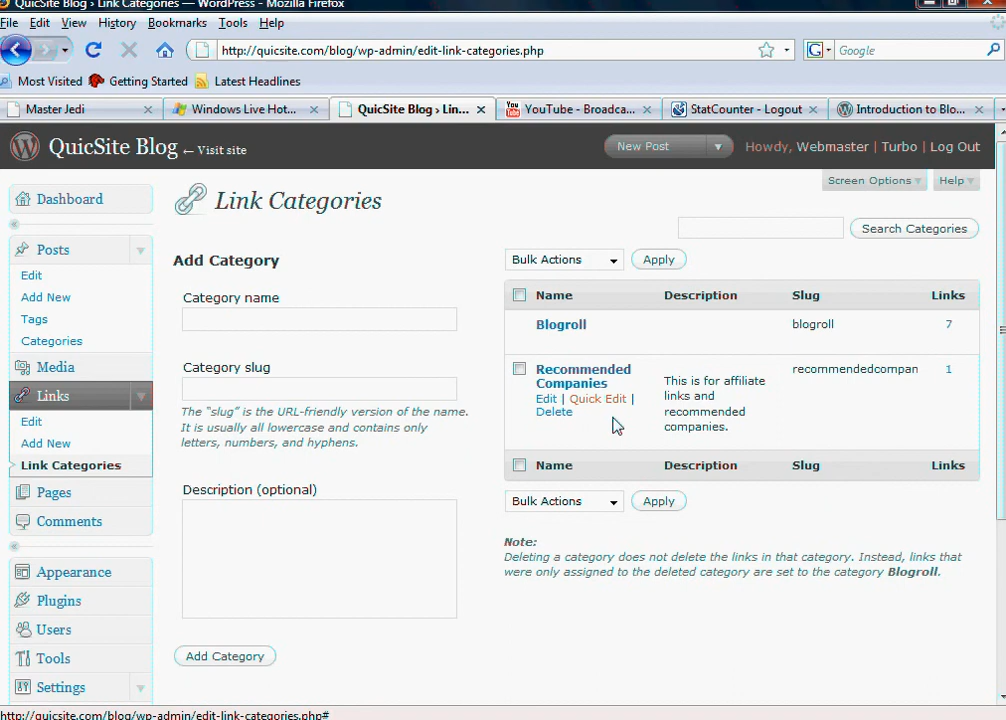 QuicSite Blog › Link Categories — WordPress - Mozilla Firefox
File Edit View History Bookmarks Tools Help
http://quicsite.com/blog/wp-admin/edit-link-categories.php
Google
Most Visited Getting Started Latest Headlines
Master Jedi
Windows Live Hot...
QuicSite Blog › Lin...
YouTube - Broadca...
StatCounter - Logout
Introduction to Blo...
QuicSite Blog ← Visit site
New Post
Howdy, Webmaster | Turbo | Log Out
Screen Options
Help
Dashboard
Posts
Edit
Add New
Tags
Categories
Media
Links
Edit
Add New
Link Categories
Pages
Comments
Appearance
Plugins
Users
Tools
Settings
Link Categories
Search Categories
Add Category
Category name
Category slug
The “slug” is the URL-friendly version of the name.
It is usually all lowercase and contains only
letters, numbers, and hyphens.
Description (optional)
Add Category
Bulk Actions
Apply
Name Description Slug Links
Blogroll blogroll 7
Recommended
Companies
Edit | Quick Edit |
Delete
This is for affiliate
links and
recommended
companies.
recommendedcompan
1
Name Description Slug Links
Bulk Actions
Apply
Note:
Deleting a category does not delete the links in that category. Instead, links that
were only assigned to the deleted category are set to the category Blogroll.
http://quicsite.com/blog/wp-admin/edit-link-categories.php#